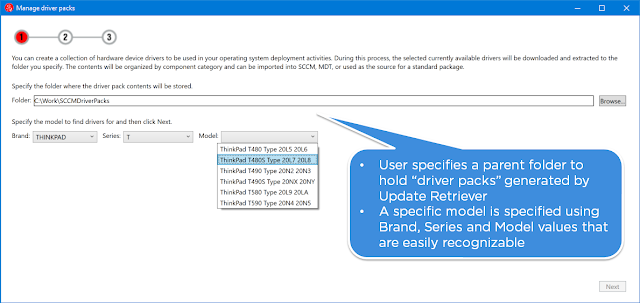 Manage driver packs
1 2 3
You can create a collection of hardware device drivers to be used in your operating system deployment activities. During this process, the selected currently available drivers will be downloaded and extracted to
the folder you specify. The contents will be organized by component category and can be imported into SCCM, MDT, or used as the source for a standard package.
Specify the folder where the driver pack contents will be stored.
Folder: C:\Work\SCCMDriverPacks Browse...
Specify the model to find drivers for and then click Next.
Brand: THINKPAD Series: T Model:
ThinkPad T480 Type 20L5 20L6
ThinkPad T480S Type 20L7 20L8
ThinkPad T490 Type 20N2 20N3
ThinkPad T490S Type 20NX 20NY
ThinkPad T580 Type 20L9 20LA
ThinkPad T590 Type 20N4 20N5
• User specifies a parent folder to
hold “driver packs” generated by
Update Retriever
• A specific model is specified using
Brand, Series and Model values that
are easily recognizable
Next